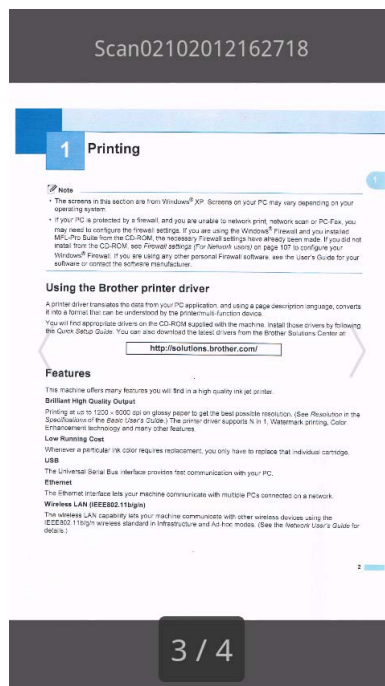 Scan02102012162718
1
Printing
1
Note
• The screens in this section are from Windows® XP. Screens on your PC may vary depending on your
operating system.
• If your PC is protected by a firewall, and you are unable to network print, network scan or PC-Fax, you
may need to configure the firewall settings. If you are using the Windows® Firewall and you installed
MFL-Pro Suite from the CD-ROM, the necessary Firewall settings have already been made. If you did not
install from the CD-ROM, see Firewall settings (For Network users) on page 107 to configure your
Windows® Firewall. If you are using any other personal Firewall software, see the User's Guide for your
software or contact the software manufacturer.
Using the Brother printer driver
A printer driver translates the data from your PC application, and using a page description language, converts
it into a format that can be understood by the printer/multi-function device.
You will find appropriate drivers on the CD-ROM supplied with the machine. Install those drivers by following
the Quick Setup Guide. You can also download the latest drivers from the Brother Solutions Center at:
http://solutions.brother.com/
Features
This machine offers many features you will find in a high quality ink jet printer.
Brilliant High Quality Output
Printing at up to 1200 × 6000 dpi on glossy paper to get the best possible resolution. (See Resolution in the
Specifications of the Basic User's Guide.) The printer driver supports N in 1, Watermark printing, Color
Enhancement technology and many other features.
Low Running Cost
Whenever a particular ink color requires replacement, you only have to replace that individual cartridge.
USB
The Universal Serial Bus interface provides fast communication with your PC.
Ethernet
The Ethernet interface lets your machine communicate with multiple PCs connected on a network.
Wireless LAN (IEEE802.11b/g/n)
The wireless LAN capability lets your machine communicate with other wireless devices using the
IEEE802.11b/g/n wireless standard in Infrastructure and Ad-hoc modes. (See the Network User's Guide for
details.)
2
3 / 4